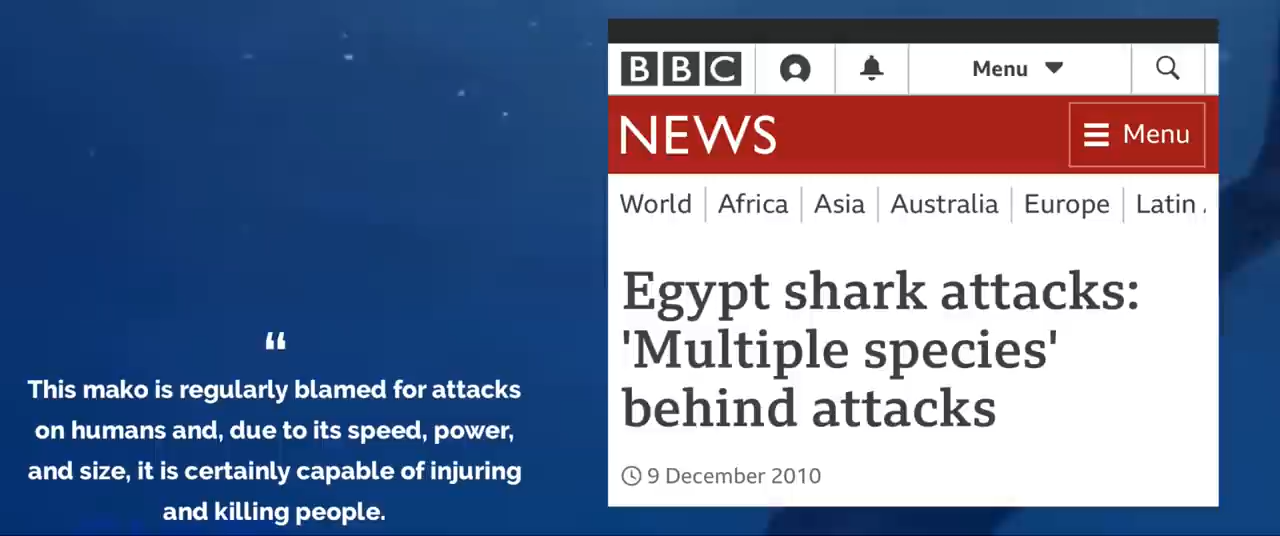 “
This mako is regularly blamed for attacks
on humans and, due to its speed, power,
and size, it is certainly capable of injuring
and killing people.
BBC
Menu
NEWS
Menu
World Africa Asia Australia Europe Latin
Egypt shark attacks:
'Multiple species'
behind attacks
9 December 2010